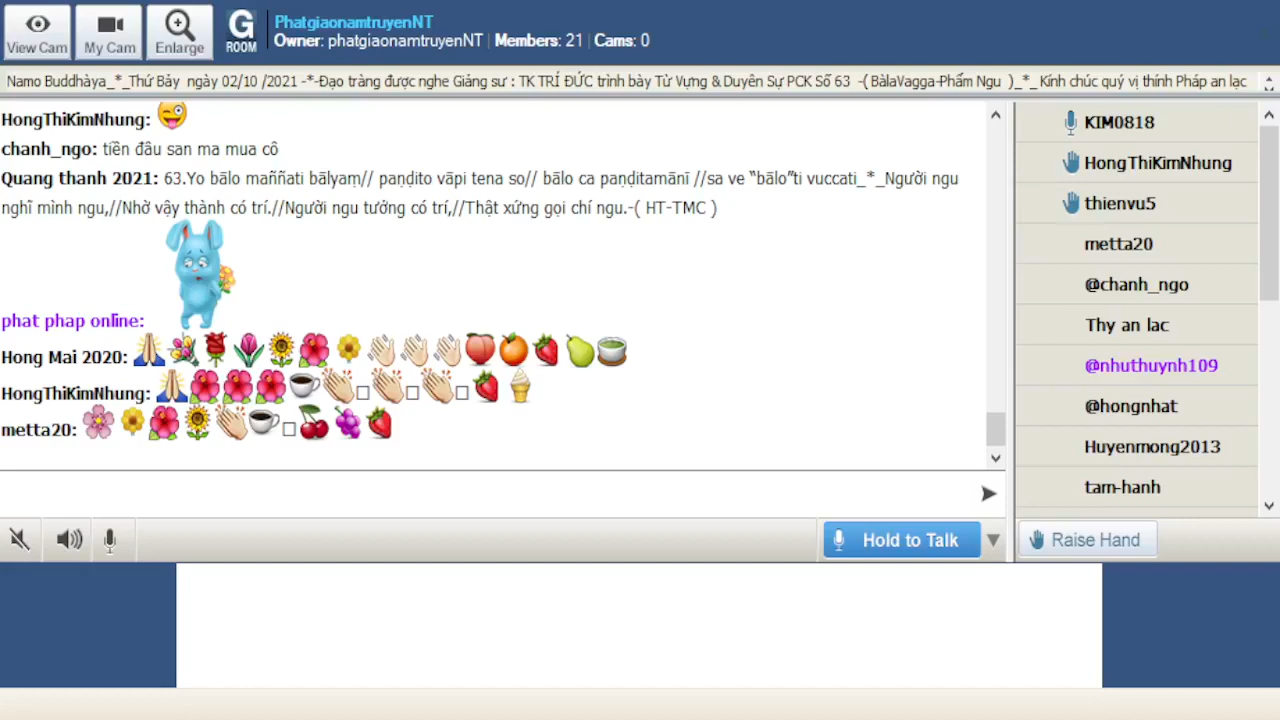 View Cam
My Cam
Enlarge
G
ROOM
PhatgiaonamtruyenNT
Owner: phatgiaonamtruyenNT | Members: 21 | Cams: 0
Namo Buddhàya_*_Thứ Bảy ngày 02/10 /2021 -*-Đạo tràng được nghe Giảng sư : TK TRÍ ĐỨC trình bày Từ Vựng & Duyên Sự PCK Số 63 -( BàlaVagga-Phẩm Ngu )_*_Kính chúc quý vị thính Pháp an lạc
HongThiKimNhung: 😜
chanh_ngo: tiền đâu san ma mua cô
Quang thanh 2021: 63.Yo bālo maññati bālyaṃ// paṇḍito vāpi tena so// bālo ca paṇḍitamānī //sa ve “bālo”ti vuccati_*_Người ngu
nghĩ mình ngu,//Nhờ vậy thành có trí.//Người ngu tưởng có trí,//Thật xứng gọi chí ngu.-( HT-TMC )
phat phap online:
Hong Mai 2020: 🙏💐🌹🌷🌻🌺🌼👏🏻👏🏻👏🏻🍑🍊🍓🍐🍵
HongThiKimNhung: 🙏🌺🌺🌺☕👏□👏□👏□🍓🍦
metta20: 🌸🌼🌺🌻👏☕□🍒🍇🍓
KIM0818
HongThiKimNhung
thienvu5
metta20
@chanh_ngo
Thy an lac
@nhuthuynh109
@hongnhat
Huyenmong2013
tam-hanh
Hold to Talk
Raise Hand